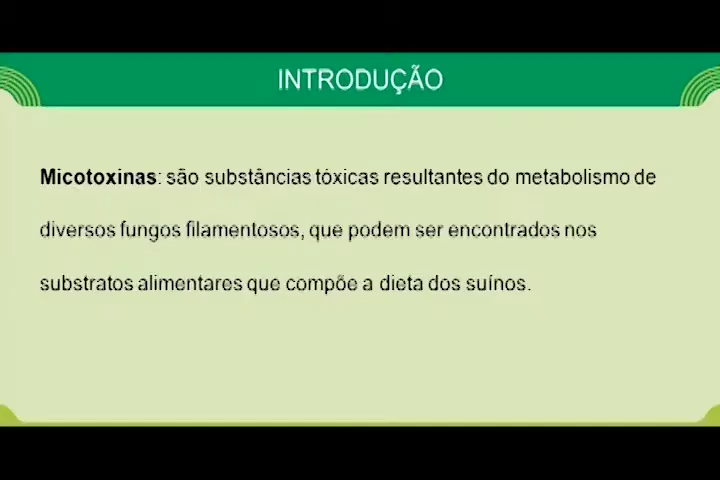 INTRODUÇÃO
Micotoxinas: são substâncias tóxicas resultantes do metabolismo de
diversos fungos filamentosos, que podem ser encontrados nos
substratos alimentares que compõe a dieta dos suínos.